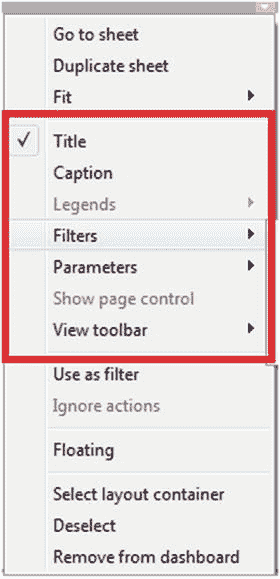 Go to sheet
Duplicate sheet
Fit
Title
Caption
Legends
Filters
Parameters
Show page control
View toolbar
Use as filter
Ignore actions
Floating
Select layout container
Deselect
Remove from dashboard